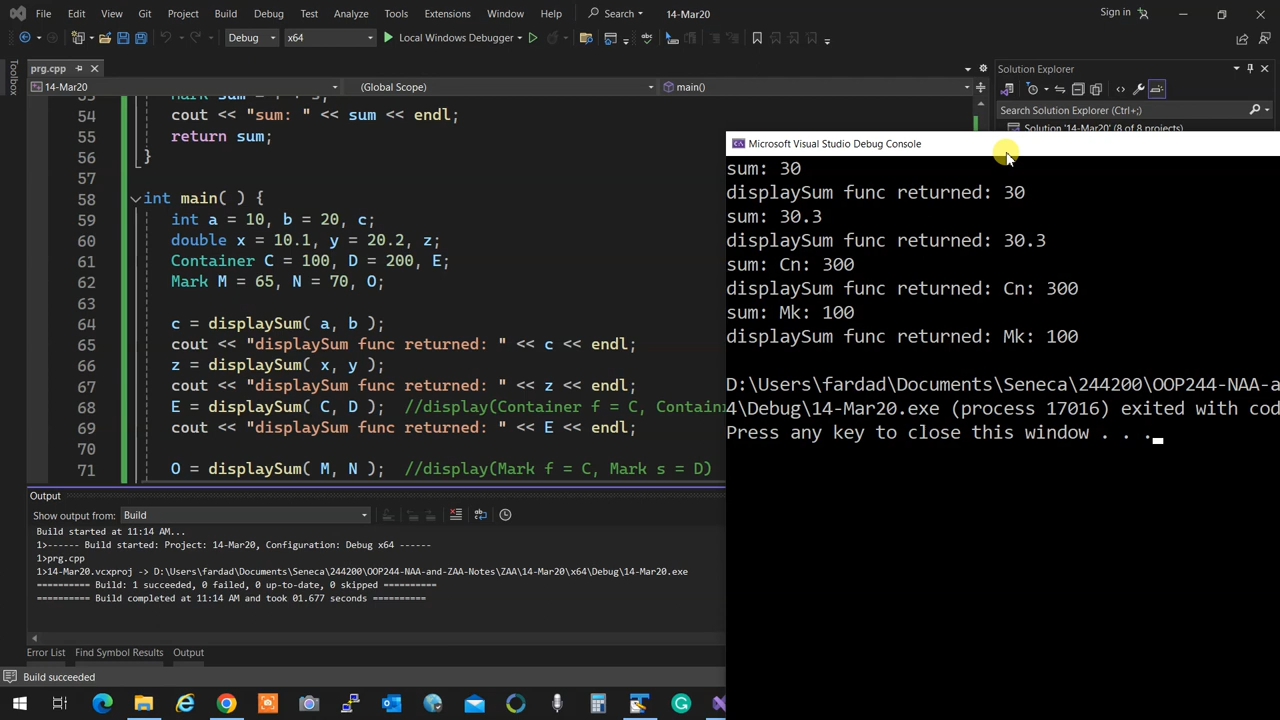 File Edit View Git Project Build Debug Test Analyze Tools Extensions Window Help Search 14-Mar20 Sign in
Debug x64 Local Windows Debugger
prg.cpp
Toolbox
14-Mar20 (Global Scope) main()
54 cout << "sum: " << sum << endl;
55 return sum;
56 }
57
58 int main( ) {
59 int a = 10, b = 20, c;
60 double x = 10.1, y = 20.2, z;
61 Container C = 100, D = 200, E;
62 Mark M = 65, N = 70, O;
63
64 c = displaySum( a, b );
65 cout << "displaySum func returned: " << c << endl;
66 z = displaySum( x, y );
67 cout << "displaySum func returned: " << z << endl;
68 E = displaySum( C, D ); //display(Container f = C, Contain
69 cout << "displaySum func returned: " << E << endl;
70
71 O = displaySum( M, N ); //display(Mark f = C, Mark s = D)
Solution Explorer
Search Solution Explorer (Ctrl+;)
Solution '14-Mar20' (8 of 8 projects)
Microsoft Visual Studio Debug Console
sum: 30
displaySum func returned: 30
sum: 30.3
displaySum func returned: 30.3
sum: Cn: 300
displaySum func returned: Cn: 300
sum: Mk: 100
displaySum func returned: Mk: 100
D:\Users\fardad\Documents\Seneca\244200\OOP244-NAA-a
4\Debug\14-Mar20.exe (process 17016) exited with cod
Press any key to close this window . . .
Output
Show output from: Build
Build started at 11:14 AM...
1>------ Build started: Project: 14-Mar20, Configuration: Debug x64 ------
1>prg.cpp
1>14-Mar20.vcxproj -> D:\Users\fardad\Documents\Seneca\244200\OOP244-NAA-and-ZAA-Notes\ZAA\14-Mar20\x64\Debug\14-Mar20.exe
========== Build: 1 succeeded, 0 failed, 0 up-to-date, 0 skipped ==========
========== Build completed at 11:14 AM and took 01.677 seconds ==========
Error List Find Symbol Results Output
Build succeeded